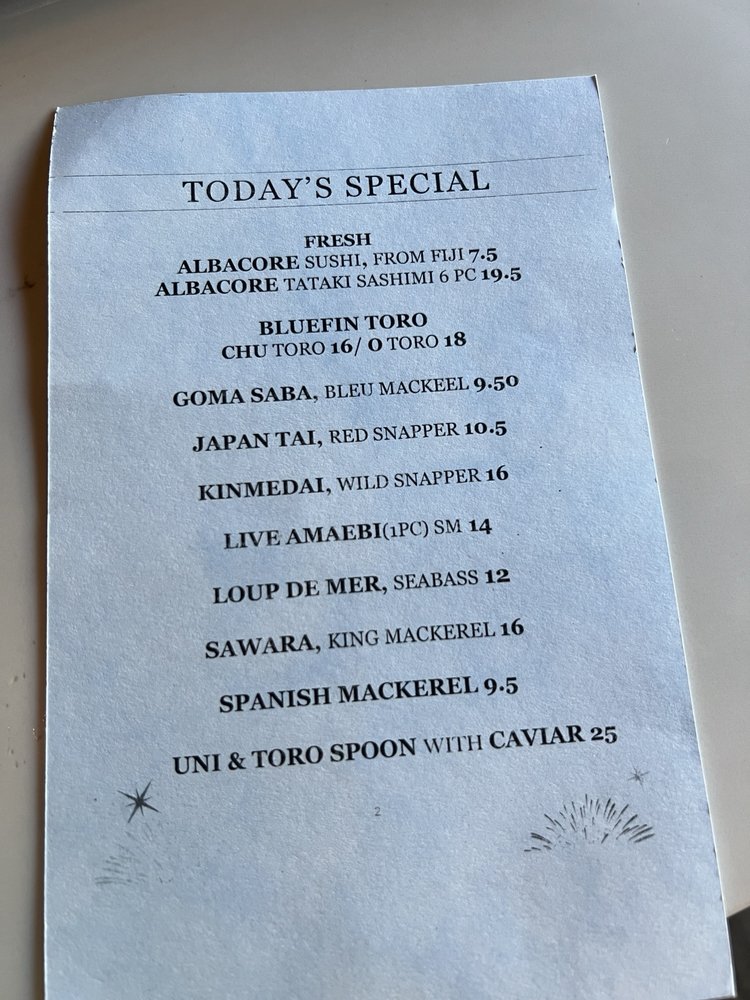 TODAY'S SPECIAL
FRESH
ALBACORE SUSHI, FROM FIJI 7.5
ALBACORE TATAKI SASHIMI 6 PC 19.5
BLUEFIN TORO
CHU TORO 16/ O TORO 18
GOMA SABA, BLEU MACKEEL 9.50
JAPAN TAI, RED SNAPPER 10.5
KINMEDAI, WILD SNAPPER 16
LIVE AMAEBI(1PC) SM 14
LOUP DE MER, SEABASS 12
SAWARA, KING MACKEREL 16
SPANISH MACKEREL 9.5
UNI & TORO SPOON WITH CAVIAR 25
2